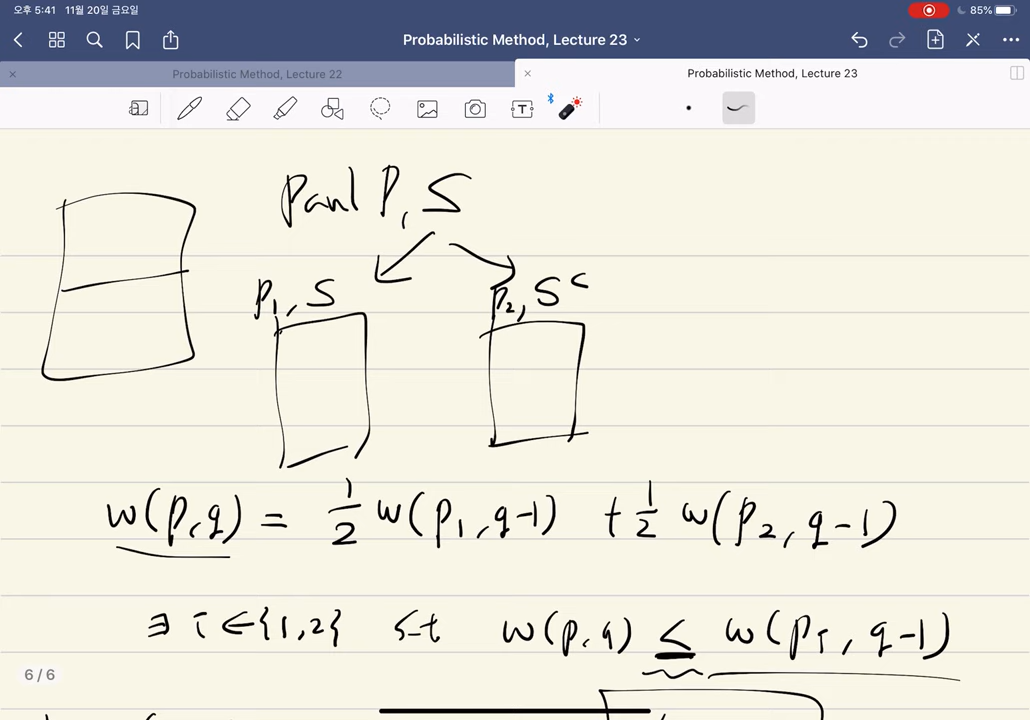 오후 5:41 11월 20일 금요일
85%
Probabilistic Method, Lecture 23
Probabilistic Method, Lecture 22
Probabilistic Method, Lecture 23
Paul P, S
P₁, S
P₂, Sᶜ
w(P,q) = 1/2 w(P₁,q-1) + 1/2 w(P₂,q-1)
∃ i ∈ {1,2} s-t w(P,q) ≤ w(Pᵢ,q-1)
6 / 6